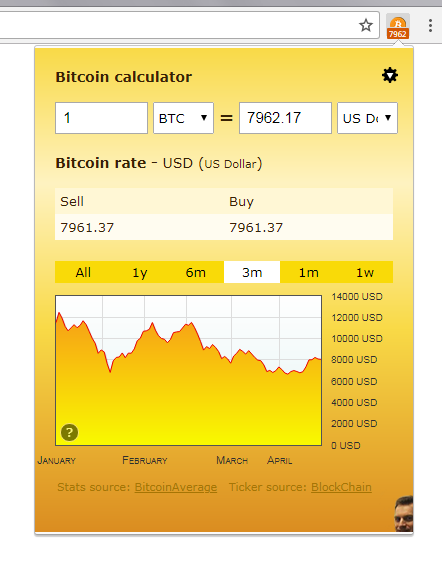 7962
Bitcoin calculator
1 BTC = 7962.17 US Do
Bitcoin rate - USD (US Dollar)
Sell Buy
7961.37 7961.37
All 1y 6m 3m 1m 1w
14000 USD
12000 USD
10000 USD
8000 USD
6000 USD
4000 USD
2000 USD
?
0 USD
January February March April
Stats source: BitcoinAverage Ticker source: BlockChain